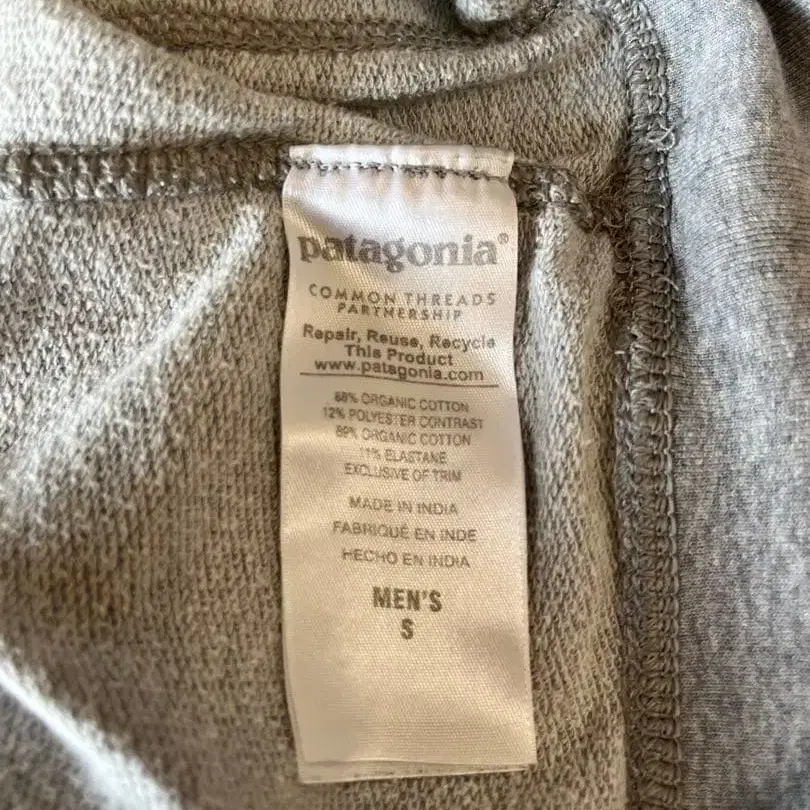 patagonia®
COMMON THREADS
PARTNERSHIP
Repair, Reuse, Recycle
This Product
www.patagonia.com
88% ORGANIC COTTON
12% POLYESTER CONTRAST
89% ORGANIC COTTON
11% ELASTANE
EXCLUSIVE OF TRIM
MADE IN INDIA
FABRIQUÉ EN INDE
HECHO EN INDIA
MEN'S
S